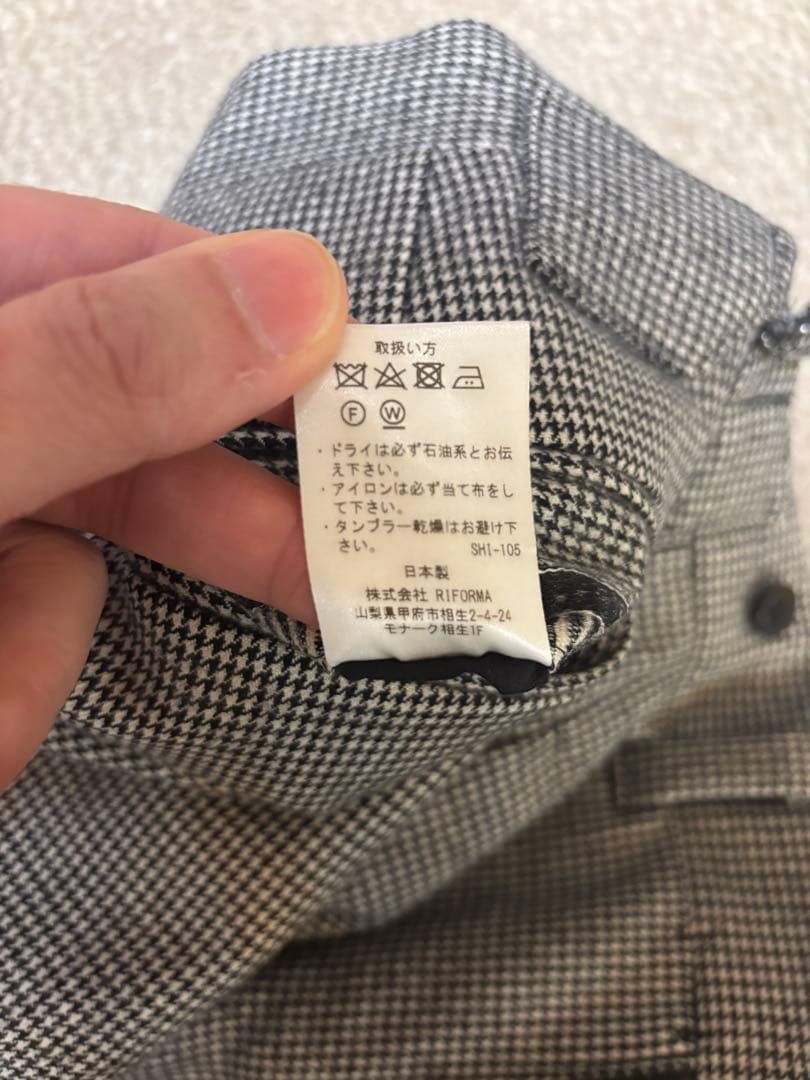 取扱い方
F W
・ドライは必ず石油系とお伝
え下さい。
・アイロンは必ず当て布をし
て下さい。
・タンブラー乾燥はお避け下
さい。 SHI-105
日本製
株式会社 RIFORMA
山梨県甲府市相生2-4-24
モナーク相生1F